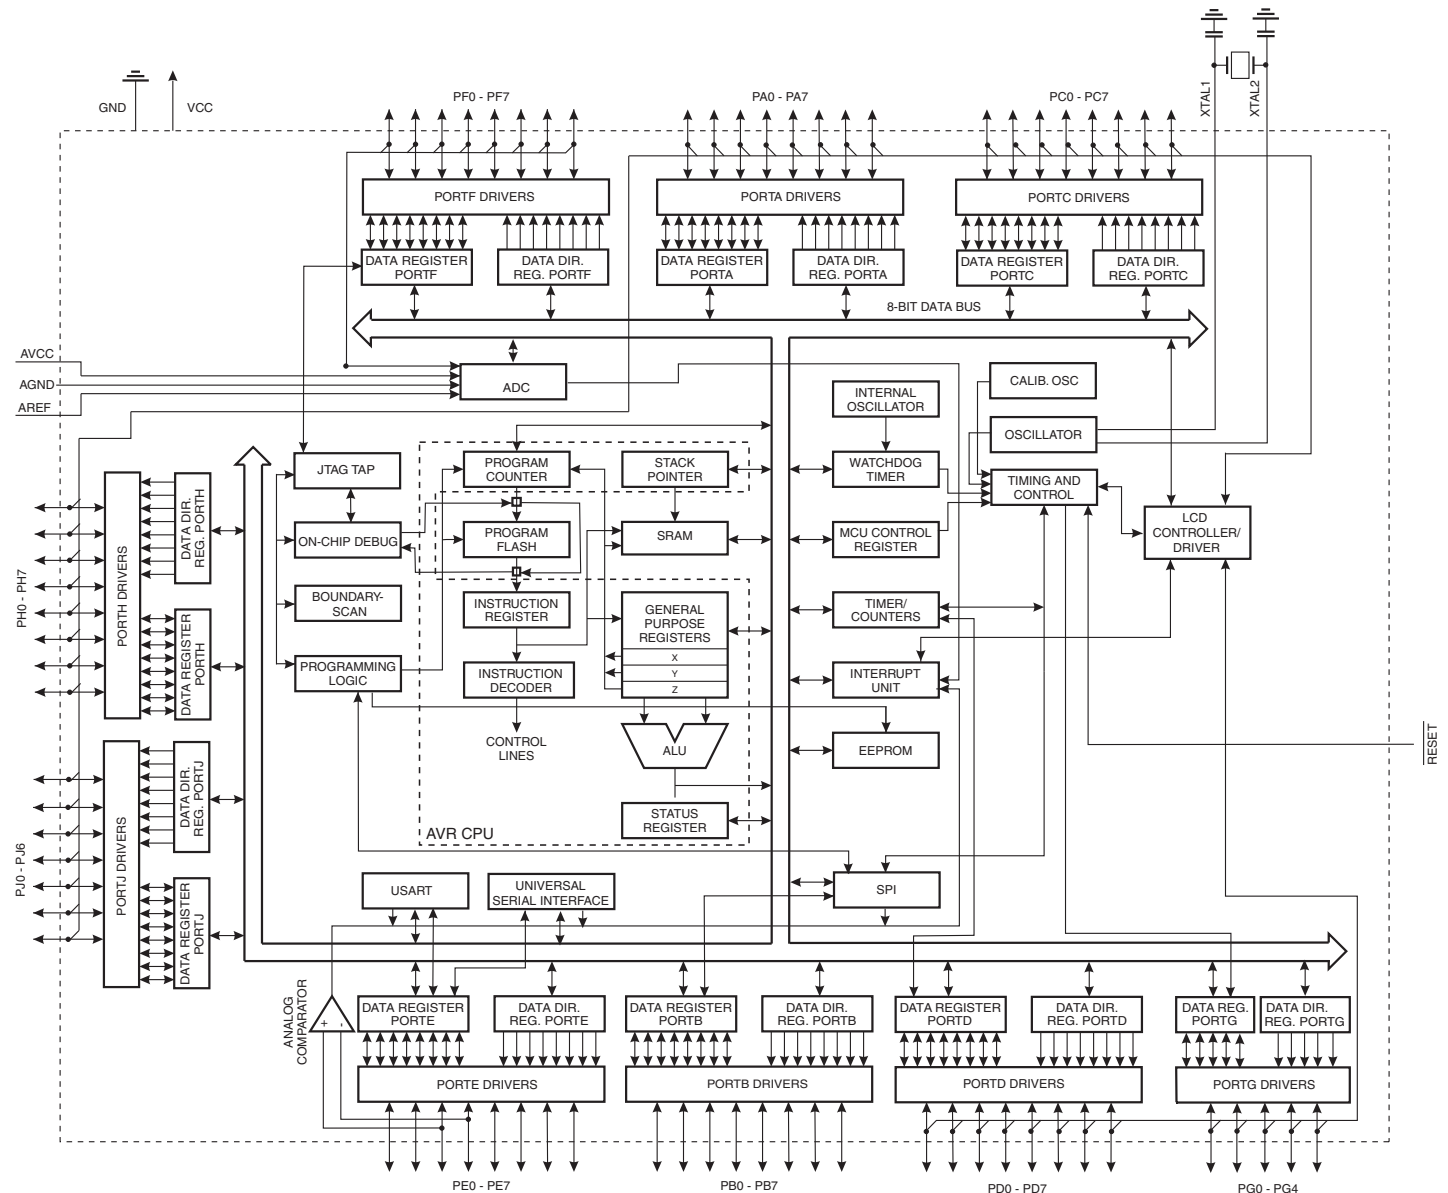 XTAL1
XTAL2
GND
VCC
PF0 - PF7
PA0 - PA7
PC0 - PC7
PORTF DRIVERS
PORTA DRIVERS
PORTC DRIVERS
DATA REGISTER
PORTF
DATA DIR.
REG. PORTF
DATA REGISTER
PORTA
DATA DIR.
REG. PORTA
DATA REGISTER
PORTC
DATA DIR.
REG. PORTC
8-BIT DATA BUS
AVCC
AGND
AREF
ADC
INTERNAL
OSCILLATOR
CALIB. OSC
OSCILLATOR
JTAG TAP
PROGRAM
COUNTER
STACK
POINTER
WATCHDOG
TIMER
TIMING AND
CONTROL
ON-CHIP DEBUG
PROGRAM
FLASH
SRAM
MCU CONTROL
REGISTER
LCD
CONTROLLER/
DRIVER
BOUNDARY-
SCAN
INSTRUCTION
REGISTER
GENERAL
PURPOSE
REGISTERS
X
Y
Z
TIMER/
COUNTERS
PROGRAMMING
LOGIC
INSTRUCTION
DECODER
INTERRUPT
UNIT
CONTROL
LINES
ALU
EEPROM
RESET
STATUS
REGISTER
AVR CPU
PH0 - PH7
PORTH DRIVERS
DATA DIR.
REG. PORTH
DATA REGISTER
PORTH
PJ0 - PJ6
PORTJ DRIVERS
DATA DIR.
REG. PORTJ
DATA REGISTER
PORTJ
USART
UNIVERSAL
SERIAL INTERFACE
SPI
ANALOG
COMPARATOR
+
-
DATA REGISTER
PORTE
DATA DIR.
REG. PORTE
DATA REGISTER
PORTB
DATA DIR.
REG. PORTB
DATA REGISTER
PORTD
DATA DIR.
REG. PORTD
DATA REG.
PORTG
DATA DIR.
REG. PORTG
PORTE DRIVERS
PORTB DRIVERS
PORTD DRIVERS
PORTG DRIVERS
PE0 - PE7
PB0 - PB7
PD0 - PD7
PG0 - PG4